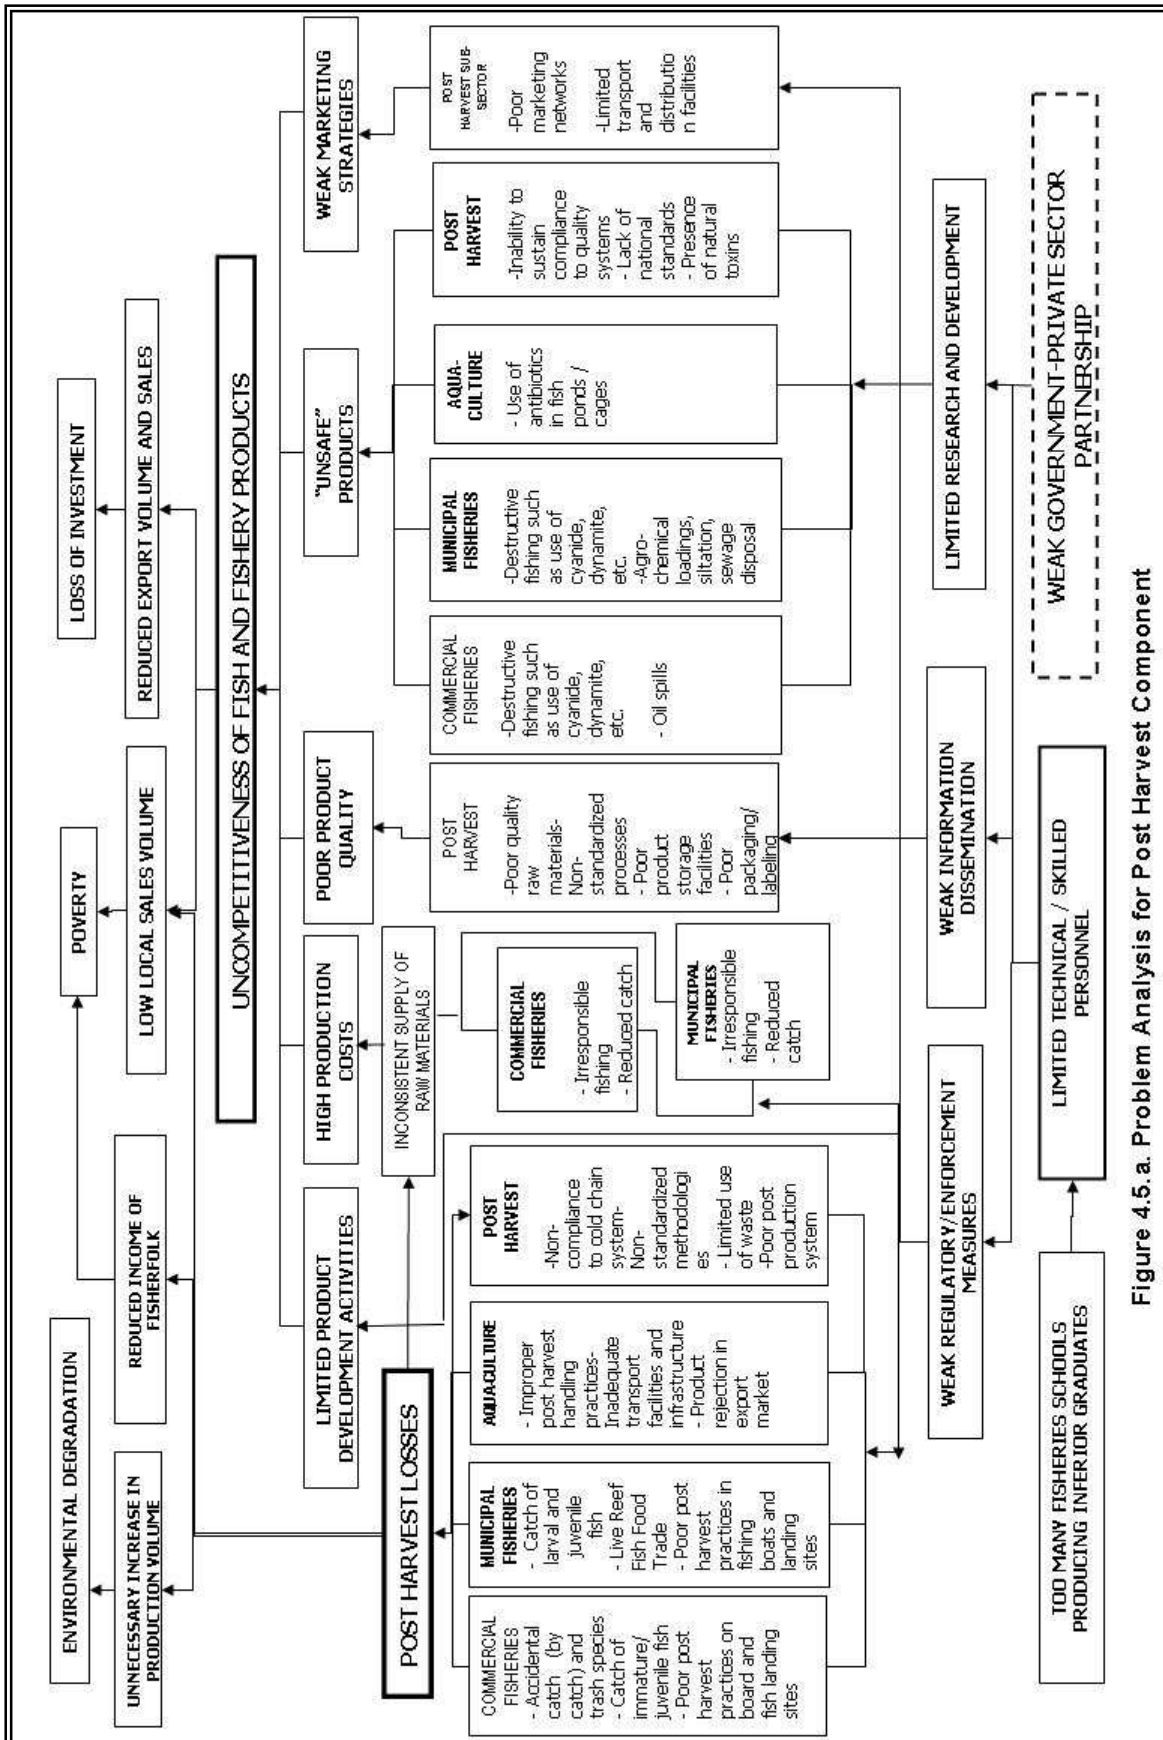 ENVIRONMENTAL DEGRADATION
POVERTY
LOSS OF INVESTMENT
UNNECESSARY INCREASE IN
PRODUCTION VOLUME
REDUCED INCOME OF
FISHERFOLK
LOW LOCAL SALES VOLUME
REDUCED EXPORT VOLUME AND SALES
UNCOMPETITIVENESS OF FISH AND FISHERY PRODUCTS
LIMITED PRODUCT
DEVELOPMENT ACTIVITIES
HIGH PRODUCTION
COSTS
POOR PRODUCT
QUALITY
"UNSAFE"
PRODUCTS
WEAK MARKETING
STRATEGIES
POST HARVEST LOSSES
INCONSISTENT SUPPLY OF
RAW MATERIALS
COMMERCIAL
FISHERIES
- Accidental
catch (by
catch) and
trash species
- Catch of
immature/
juvenile fish
- Poor post
harvest
practices on
board and
fish landing
sites
MUNICIPAL
FISHERIES
- Catch of
larval and
juvenile
fish
- Live Reef
Fish Food
Trade
- Poor post
harvest
practices in
fishing
boats and
landing
sites
AQUACULTURE
- Improper
post harvest
handling
practices-
Inadequate
transport
facilities and
infrastructure
- Product
rejection in
export
market
POST
HARVEST
-Non-
compliance
to cold chain
system-
Non-
standardized
methodologi
es
- Limited use
of waste
-Poor post
production
system
COMMERCIAL
FISHERIES
- Irresponsible
fishing
- Reduced catch
MUNICIPAL
FISHERIES
- Irresponsible
fishing
- Reduced
catch
POST
HARVEST
-Poor quality
raw
materials-
Non-
standardized
processes
- Poor
product
storage
facilities
- Poor
packaging/
labeling
COMMERCIAL
FISHERIES
-Destructive
fishing such
as use of
cyanide,
dynamite,
etc.
- Oil spills
MUNICIPAL
FISHERIES
-Destructive
fishing such
as use of
cyanide,
dynamite,
etc.
-Agro-
chemical
loadings,
siltation,
sewage
disposal
AQUA-
CULTURE
- Use of
antibiotics
in fish
ponds /
cages
POST
HARVEST
-Inability to
sustain
compliance
to quality
systems
- Lack of
national
standards
- Presence
of natural
toxins
POST
HARVEST SUB-
SECTOR
-Poor
marketing
networks
-Limited
transport
and
distributio
n facilities
WEAK REGULATORY/ENFORCEMENT
MEASURES
WEAK INFORMATION
DISSEMINATION
LIMITED RESEARCH AND DEVELOPMENT
TOO MANY FISHERIES SCHOOLS
PRODUCING INFERIOR GRADUATES
LIMITED TECHNICAL / SKILLED
PERSONNEL
WEAK GOVERNMENT-PRIVATE SECTOR
PARTNERSHIP
Figure 4.5.a. Problem Analysis for Post Harvest Component